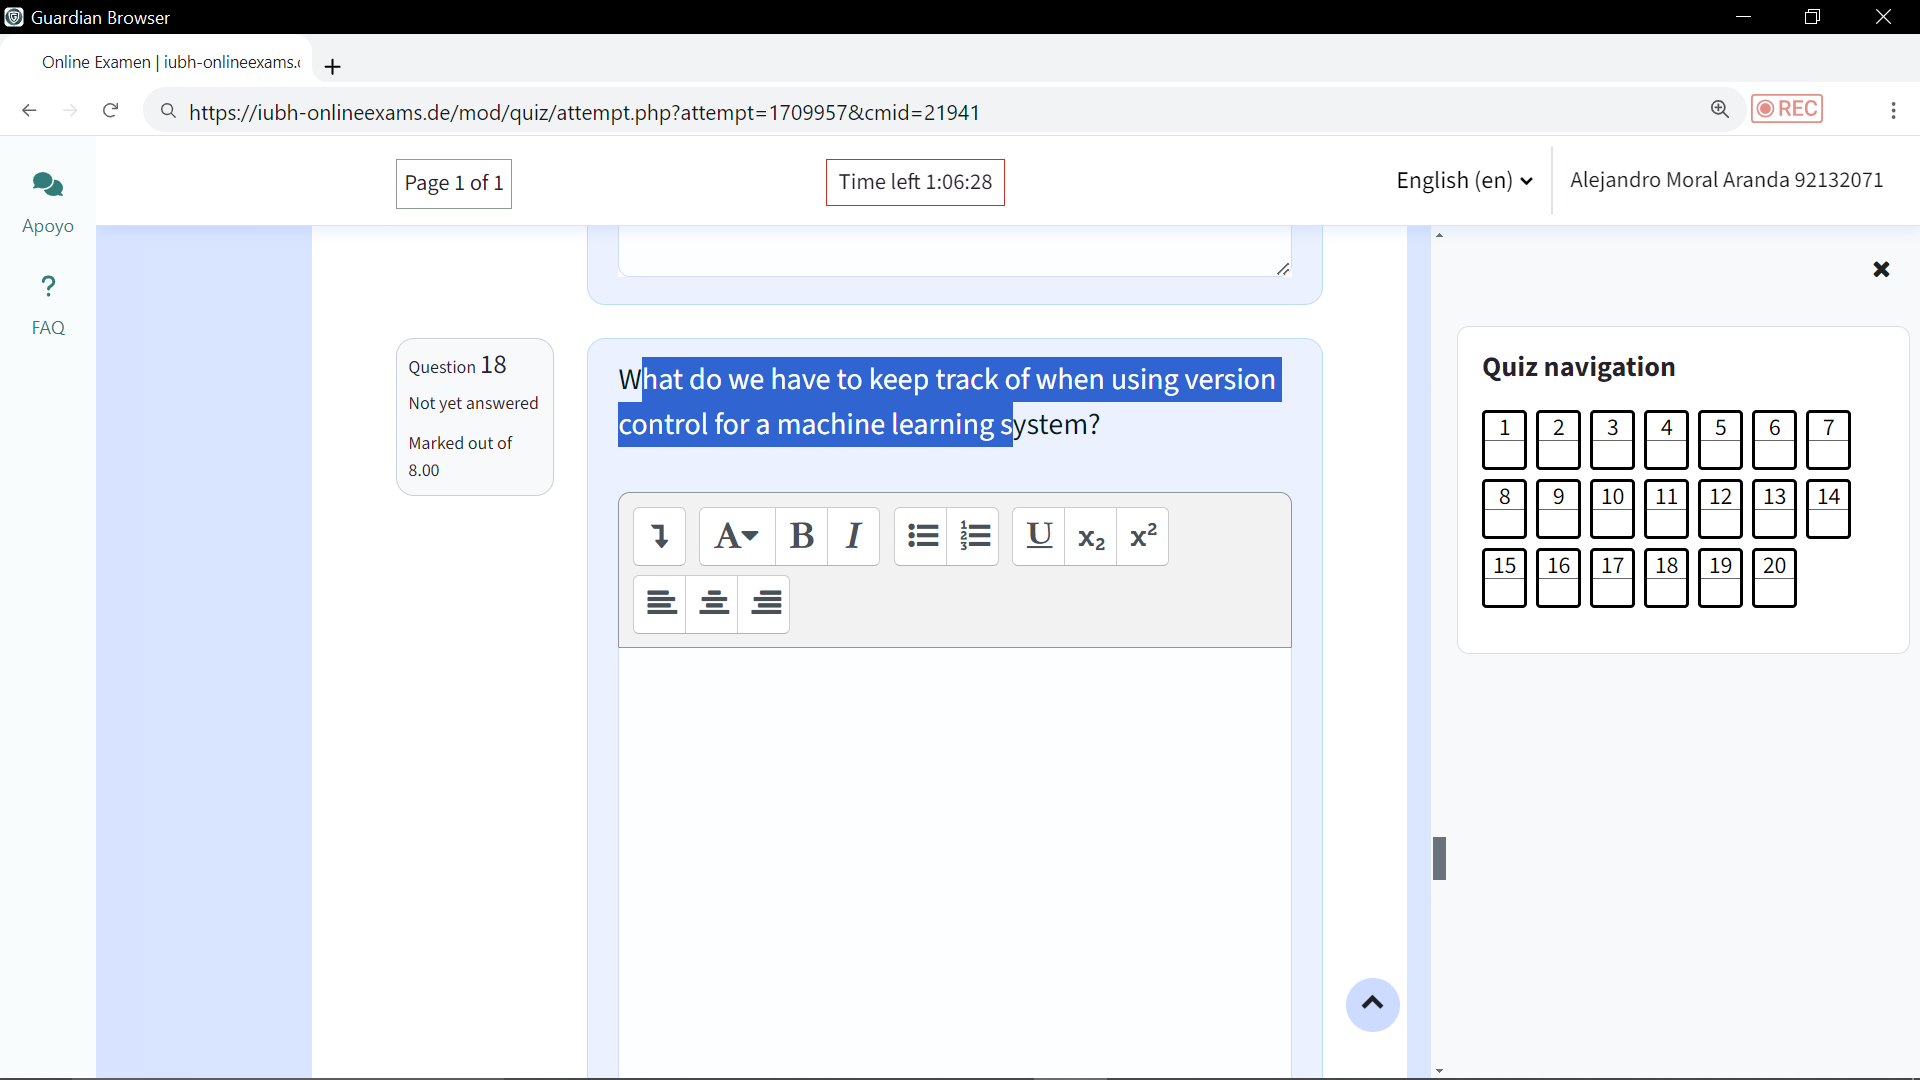 Guardian Browser
Online Examen | iubh-onlineexams.
https://iubh-onlineexams.de/mod/quiz/attempt.php?attempt=1709957&cmid=21941
REC
Page 1 of 1
Time left 1:06:28
English (en)
Alejandro Moral Aranda 92132071
Apoyo
?
FAQ
Question 18
Not yet answered
Marked out of
8.00
What do we have to keep track of when using version
control for a machine learning system?
A B I U x₂ x²
Quiz navigation
1 2 3 4 5 6 7
8 9 10 11 12 13 14
15 16 17 18 19 20